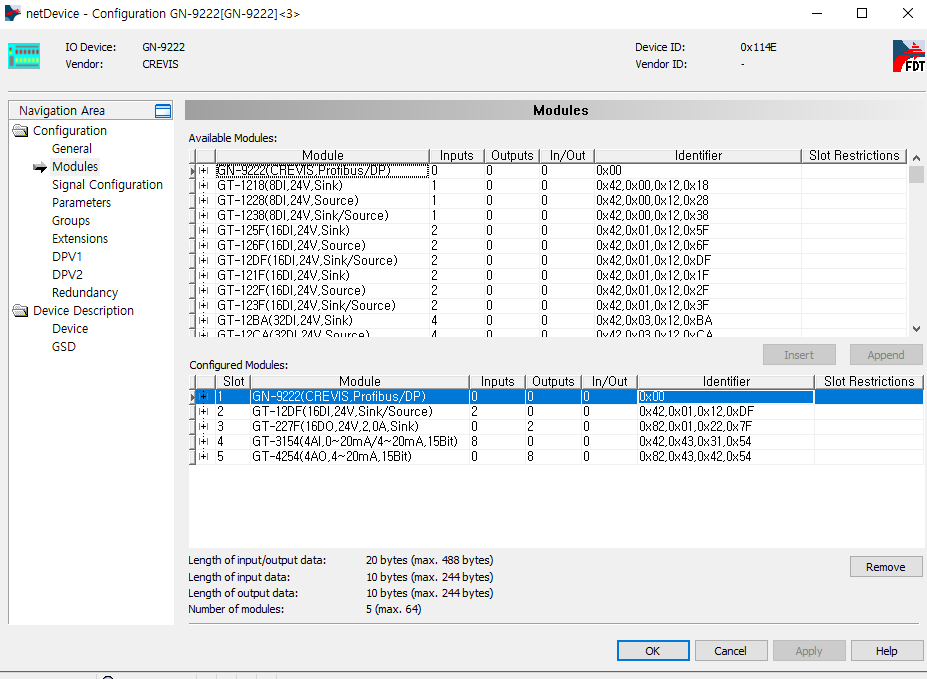 netDevice - Configuration GN-9222[GN-9222]<3>
IO Device: GN-9222 Device ID: 0x114E
Vendor: CREVIS Vendor ID: -
FDT
Navigation Area
Configuration
General
Modules
Signal Configuration
Parameters
Groups
Extensions
DPV1
DPV2
Redundancy
Device Description
Device
GSD
Modules
Available Modules:
Module Inputs Outputs In/Out Identifier Slot Restrictions
GN-9222(CREVIS,Profibus/DP) 0 0 0 0x00
GT-1218(8DI,24V,Sink) 1 0 0 0x42,0x00,0x12,0x18
GT-1228(8DI,24V,Source) 1 0 0 0x42,0x00,0x12,0x28
GT-1238(8DI,24V,Sink/Source) 1 0 0 0x42,0x00,0x12,0x38
GT-125F(16DI,24V,Sink) 2 0 0 0x42,0x01,0x12,0x5F
GT-126F(16DI,24V,Source) 2 0 0 0x42,0x01,0x12,0x6F
GT-12DF(16DI,24V,Sink/Source) 2 0 0 0x42,0x01,0x12,0xDF
GT-121F(16DI,24V,Sink) 2 0 0 0x42,0x01,0x12,0x1F
GT-122F(16DI,24V,Source) 2 0 0 0x42,0x01,0x12,0x2F
GT-123F(16DI,24V,Sink/Source) 2 0 0 0x42,0x01,0x12,0x3F
GT-12BA(32DI,24V,Sink) 4 0 0 0x42,0x03,0x12,0xBA
GT-12CA(32DI,24V,Source) 4 0 0 0x42,0x03,0x12,0xCA
Insert Append
Configured Modules:
Slot Module Inputs Outputs In/Out Identifier Slot Restrictions
1 GN-9222(CREVIS,Profibus/DP) 0 0 0 0x00
2 GT-12DF(16DI,24V,Sink/Source) 2 0 0 0x42,0x01,0x12,0xDF
3 GT-227F(16DO,24V,2,0A,Sink) 0 2 0 0x82,0x01,0x22,0x7F
4 GT-3154(4AI,0~20mA/4~20mA,15Bit) 8 0 0 0x42,0x43,0x31,0x54
5 GT-4254(4AO,4~20mA,15Bit) 0 8 0 0x82,0x43,0x42,0x54
Length of input/output data: 20 bytes (max. 488 bytes)
Length of input data: 10 bytes (max. 244 bytes)
Length of output data: 10 bytes (max. 244 bytes)
Number of modules: 5 (max. 64)
Remove
OK Cancel Apply Help